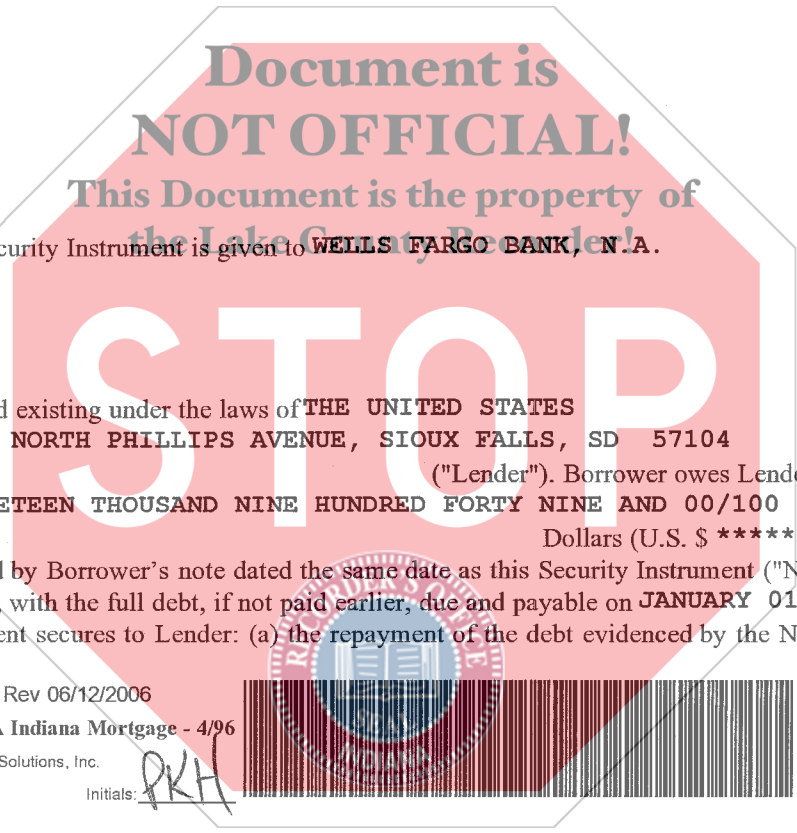 Document is
NOT OFFICIAL!
This Document is the property of
the Lake County Recorder!
curity Instrument is given to WELLS FARGO BANK, N.A.
STOP
d existing under the laws of THE UNITED STATES
NORTH PHILLIPS AVENUE, SIOUX FALLS, SD 57104
("Lender"). Borrower owes Lende
ETEEN THOUSAND NINE HUNDRED FORTY NINE AND 00/100
Dollars (U.S. $ *****
d by Borrower's note dated the same date as this Security Instrument ("N
, with the full debt, if not paid earlier, due and payable on JANUARY 01
ent secures to Lender: (a) the repayment of the debt evidenced by the N
RECORDER'S OFFICE
SEAL
INDIANA
Rev 06/12/2006
A Indiana Mortgage - 4/96
Solutions, Inc.
Initials: PKH